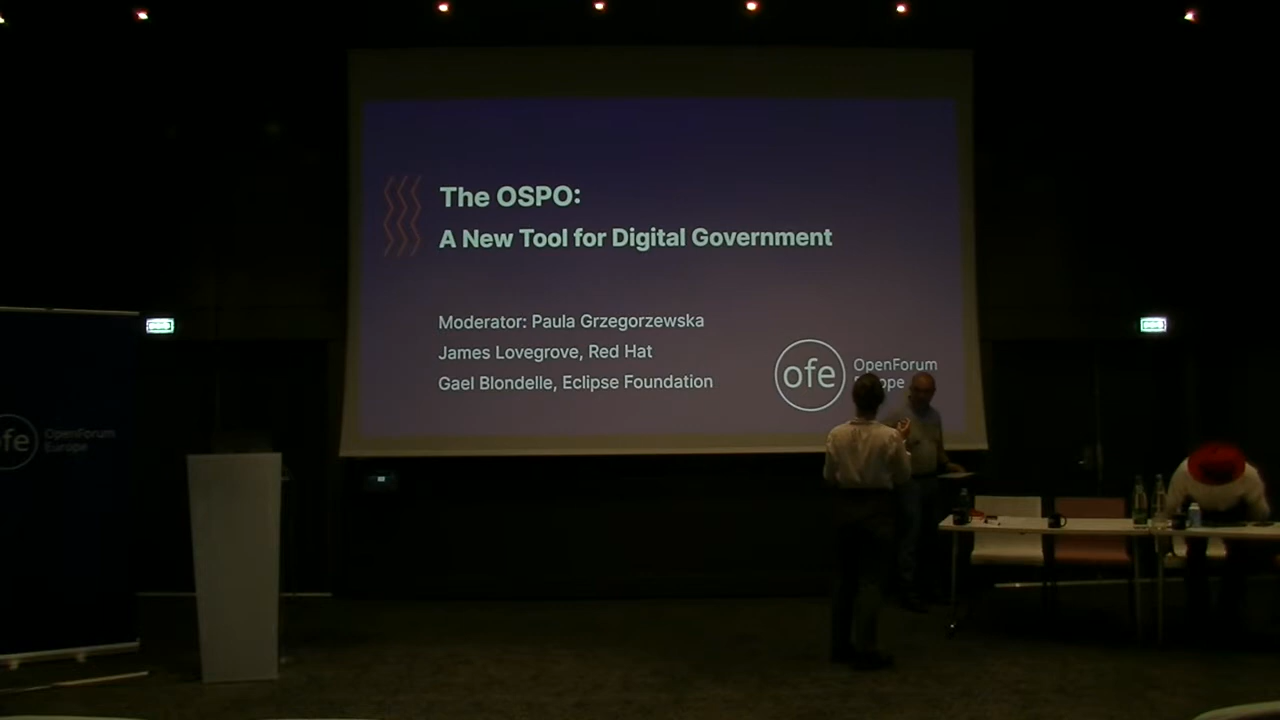 The OSPO:
A New Tool for Digital Government
Moderator: Paula Grzegorzewska
James Lovegrove, Red Hat
Gael Blondelle, Eclipse Foundation
ofe
OpenForum
ofe
OpenForum
Europe